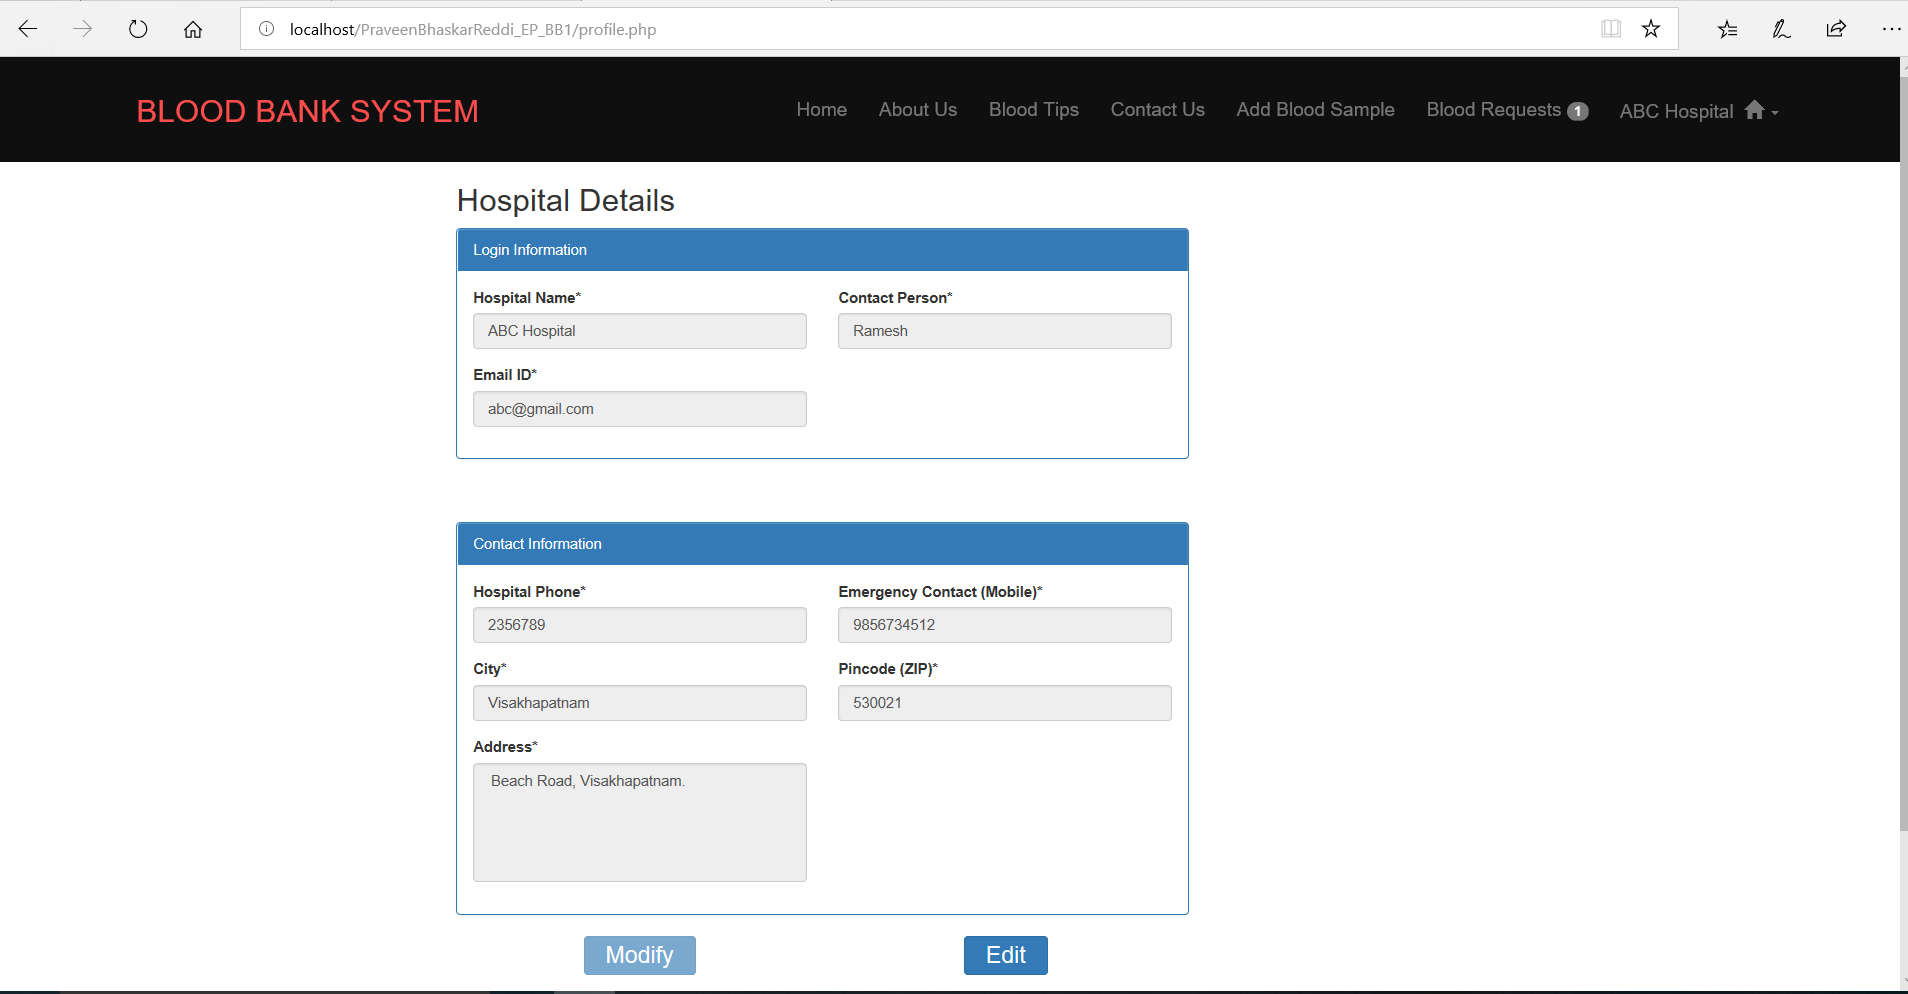 localhost/PraveenBhaskarReddi_EP_BB1/profile.php
BLOOD BANK SYSTEM
Home About Us Blood Tips Contact Us Add Blood Sample Blood Requests 1 ABC Hospital
Hospital Details
Login Information
Hospital Name* Contact Person*
ABC Hospital Ramesh
Email ID*
abc@gmail.com
Contact Information
Hospital Phone* Emergency Contact (Mobile)*
2356789 9856734512
City* Pincode (ZIP)*
Visakhapatnam 530021
Address*
Beach Road, Visakhapatnam.
Modify Edit